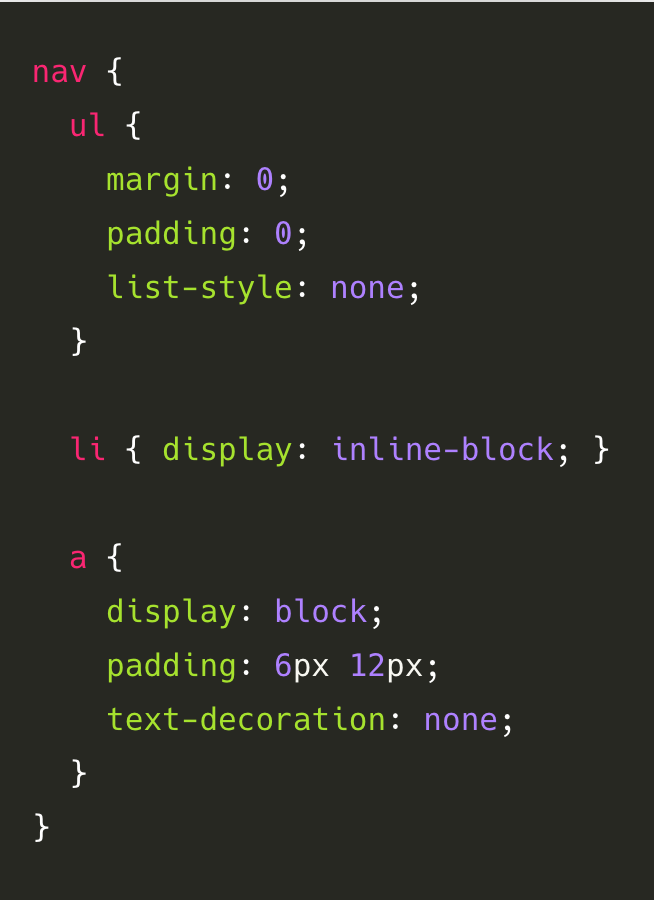 nav {
  ul {
    margin: 0;
    padding: 0;
    list-style: none;
  }

  li { display: inline-block; }

  a {
    display: block;
    padding: 6px 12px;
    text-decoration: none;
  }
}